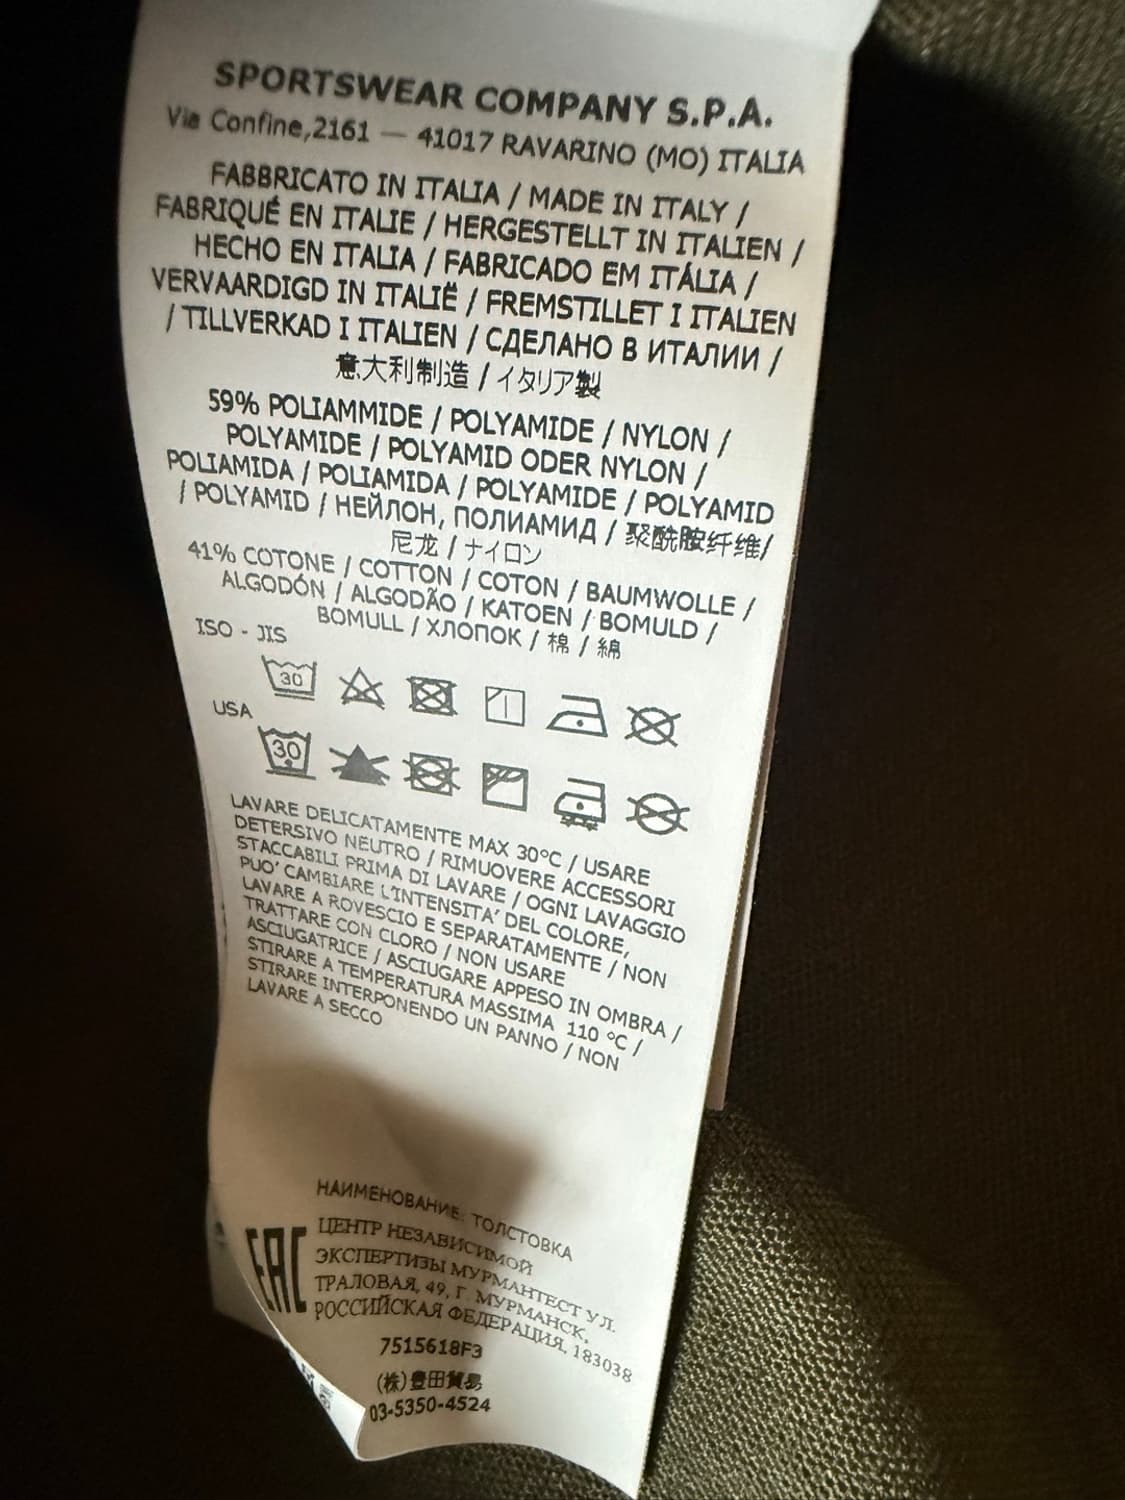 SPORTSWEAR COMPANY S.P.A.
Via Confine,2161 — 41017 RAVARINO (MO) ITALIA
FABBRICATO IN ITALIA / MADE IN ITALY /
FABRIQUÉ EN ITALIE / HERGESTELLT IN ITALIEN /
HECHO EN ITALIA / FABRICADO EM ITÁLIA /
VERVAARDIGD IN ITALIË / FREMSTILLET I ITALIEN
/ TILLVERKAD I ITALIEN / СДЕЛАНО В ИТАЛИИ /
意大利制造 / イタリア製
59% POLIAMMIDE / POLYAMIDE / NYLON /
POLYAMIDE / POLYAMID ODER NYLON /
POLIAMIDA / POLIAMIDA / POLYAMIDE / POLYAMID
/ POLYAMID / НЕЙЛОН, ПОЛИАМИД / 聚酰胺纤维/
尼龙 / ナイロン
41% COTONE / COTTON / COTON / BAUMWOLLE /
ALGODÓN / ALGODÃO / KATOEN / BOMULD /
BOMULL / ХЛОПОК / 棉 / 綿
ISO - JIS
30
USA
30
LAVARE DELICATAMENTE MAX 30°C / USARE
DETERSIVO NEUTRO / RIMUOVERE ACCESSORI
STACCABILI PRIMA DI LAVARE / OGNI LAVAGGIO
PUO' CAMBIARE L'INTENSITA' DEL COLORE,
LAVARE A ROVESCIO E SEPARATAMENTE / NON
TRATTARE CON CLORO / NON USARE
ASCIUGATRICE / ASCIUGARE APPESO IN OMBRA /
STIRARE A TEMPERATURA MASSIMA 110 °C /
STIRARE INTERPONENDO UN PANNO / NON
LAVARE A SECCO
НАИМЕНОВАНИЕ: ТОЛСТОВКА
EAC
ЦЕНТР НЕЗАВИСИМОЙ
ЭКСПЕРТИЗЫ МУРМАНТЕСТ УЛ.
ТРАЛОВАЯ, 49, Г. МУРМАНСК,
РОССИЙСКАЯ ФЕДЕРАЦИЯ, 183038
7515618F3
(株)豊田貿易
03-5350-4524